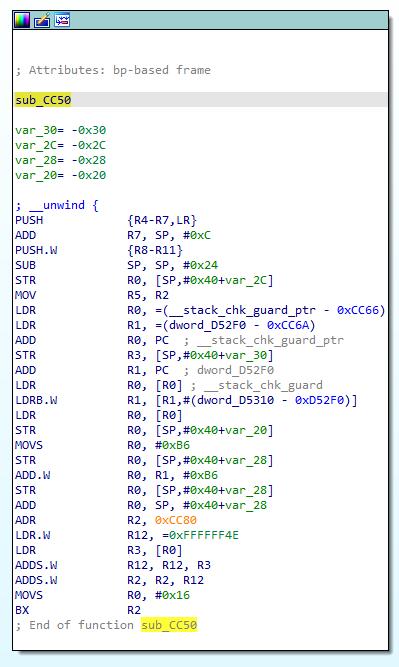 ; Attributes: bp-based frame
sub_CC50
var_30= -0x30
var_2C= -0x2C
var_28= -0x28
var_20= -0x20
; __unwind {
PUSH {R4-R7,LR}
ADD R7, SP, #0xC
PUSH.W {R8-R11}
SUB SP, SP, #0x24
STR R0, [SP,#0x40+var_2C]
MOV R5, R2
LDR R0, =(__stack_chk_guard_ptr - 0xCC66)
LDR R1, =(dword_D52F0 - 0xCC6A)
ADD R0, PC ; __stack_chk_guard_ptr
STR R3, [SP,#0x40+var_30]
ADD R1, PC ; dword_D52F0
LDR R0, [R0] ; __stack_chk_guard
LDRB.W R1, [R1,#(dword_D5310 - 0xD52F0)]
LDR R0, [R0]
STR R0, [SP,#0x40+var_20]
MOVS R0, #0xB6
STR R0, [SP,#0x40+var_28]
ADD.W R0, R1, #0xB6
STR R0, [SP,#0x40+var_28]
ADD R0, SP, #0x40+var_28
ADR R2, 0xCC80
LDR.W R12, =0xFFFFFF4E
LDR R3, [R0]
ADDS.W R12, R12, R3
ADDS.W R2, R2, R12
MOVS R0, #0x16
BX R2
; End of function sub_CC50